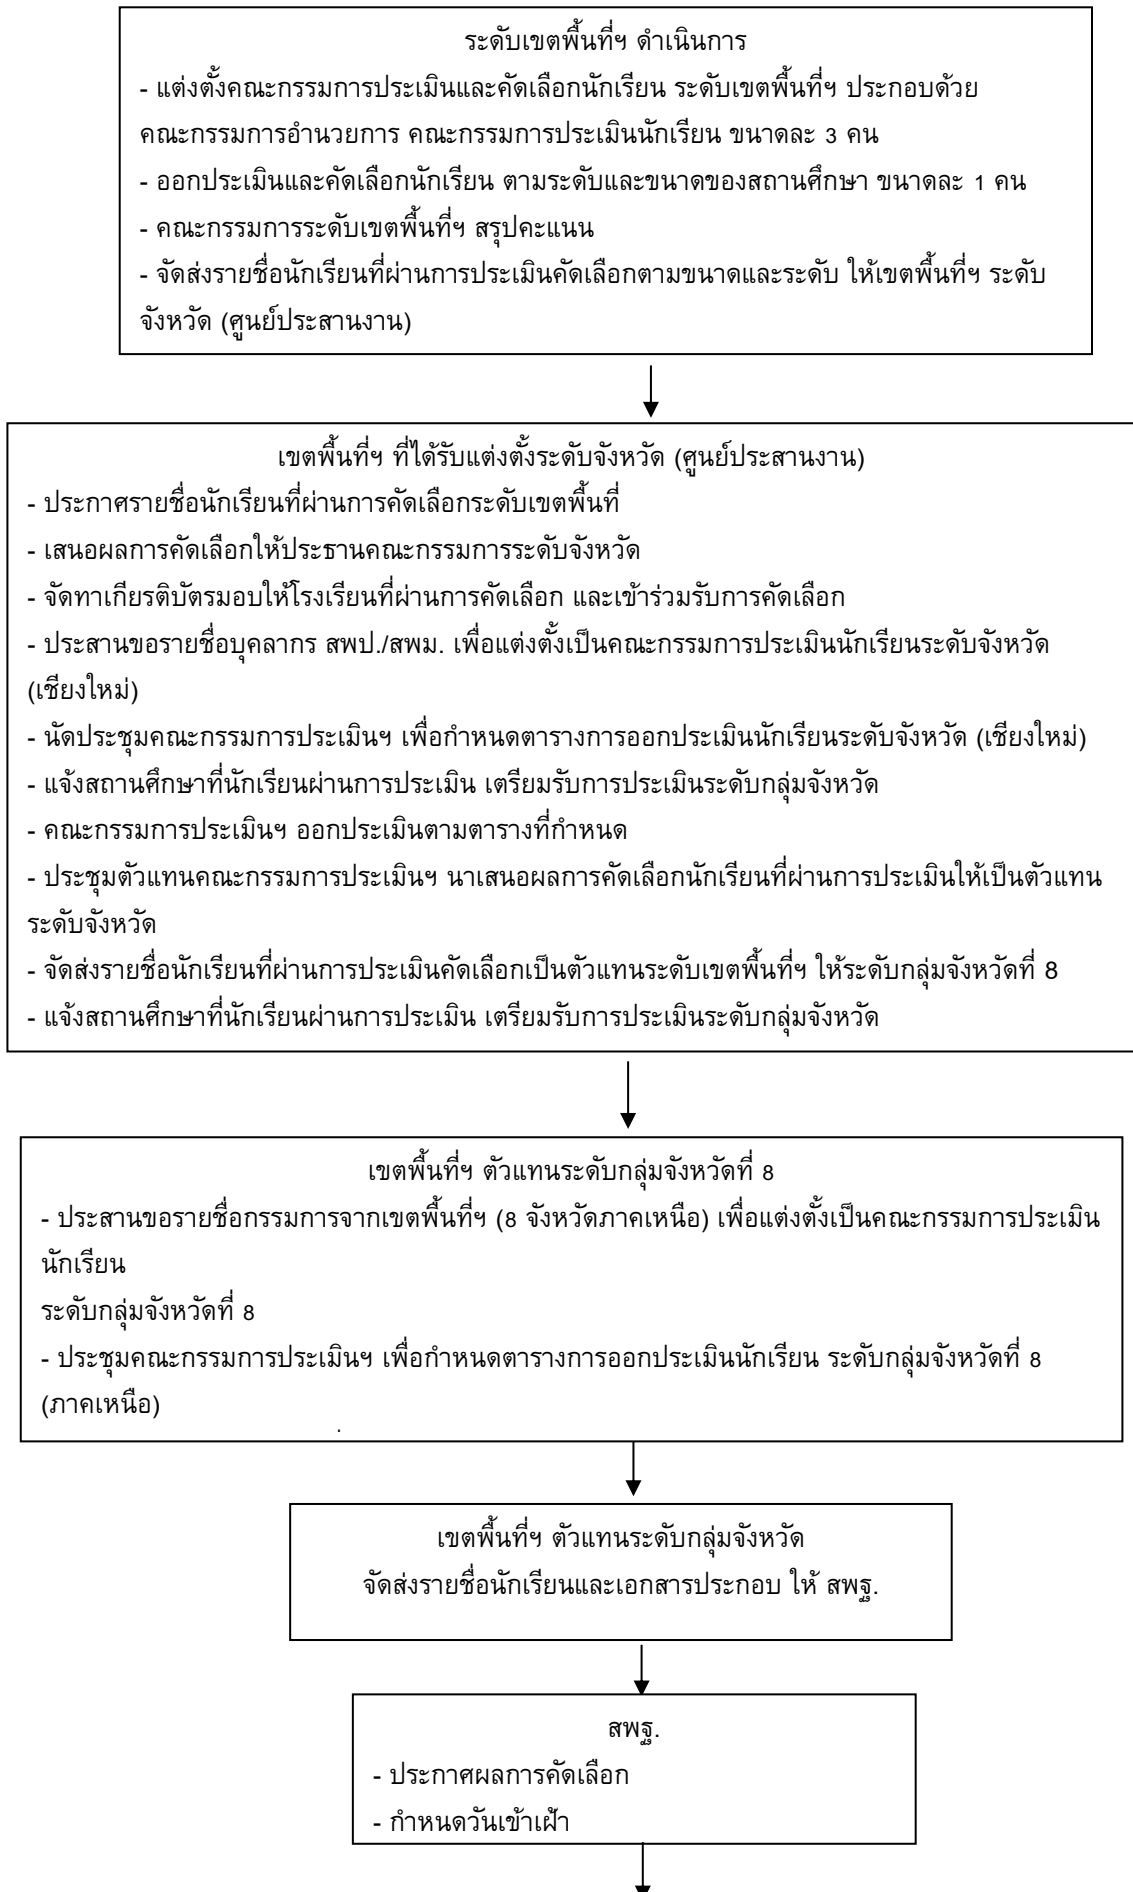 ระดับเขตพื้นที่ฯ ดำเนินการ
- แต่งตั้งคณะกรรมการประเมินและคัดเลือกนักเรียน ระดับเขตพื้นที่ฯ ประกอบด้วย
คณะกรรมการอำนวยการ คณะกรรมการประเมินนักเรียน ขนาดละ 3 คน
- ออกประเมินและคัดเลือกนักเรียน ตามระดับและขนาดของสถานศึกษา ขนาดละ 1 คน
- คณะกรรมการระดับเขตพื้นที่ฯ สรุปคะแนน
- จัดส่งรายชื่อนักเรียนที่ผ่านการประเมินคัดเลือกตามขนาดและระดับ ให้เขตพื้นที่ฯ ระดับ
จังหวัด (ศูนย์ประสานงาน)
เขตพื้นที่ฯ ที่ได้รับแต่งตั้งระดับจังหวัด (ศูนย์ประสานงาน)
- ประกาศรายชื่อนักเรียนที่ผ่านการคัดเลือกระดับเขตพื้นที่
- เสนอผลการคัดเลือกให้ประธานคณะกรรมการระดับจังหวัด
- จัดทาเกียรติบัตรมอบให้โรงเรียนที่ผ่านการคัดเลือก และเข้าร่วมรับการคัดเลือก
- ประสานขอรายชื่อบุคลากร สพป./สพม. เพื่อแต่งตั้งเป็นคณะกรรมการประเมินนักเรียนระดับจังหวัด
(เชียงใหม่)
- นัดประชุมคณะกรรมการประเมินฯ เพื่อกำหนดตารางการออกประเมินนักเรียนระดับจังหวัด (เชียงใหม่)
- แจ้งสถานศึกษาที่นักเรียนผ่านการประเมิน เตรียมรับการประเมินระดับกลุ่มจังหวัด
- คณะกรรมการประเมินฯ ออกประเมินตามตารางที่กำหนด
- ประชุมตัวแทนคณะกรรมการประเมินฯ นาเสนอผลการคัดเลือกนักเรียนที่ผ่านการประเมินให้เป็นตัวแทน
ระดับจังหวัด
- จัดส่งรายชื่อนักเรียนที่ผ่านการประเมินคัดเลือกเป็นตัวแทนระดับเขตพื้นที่ฯ ให้ระดับกลุ่มจังหวัดที่ 8
- แจ้งสถานศึกษาที่นักเรียนผ่านการประเมิน เตรียมรับการประเมินระดับกลุ่มจังหวัด
เขตพื้นที่ฯ ตัวแทนระดับกลุ่มจังหวัดที่ 8
- ประสานขอรายชื่อกรรมการจากเขตพื้นที่ฯ (8 จังหวัดภาคเหนือ) เพื่อแต่งตั้งเป็นคณะกรรมการประเมิน
นักเรียน
ระดับกลุ่มจังหวัดที่ 8
- ประชุมคณะกรรมการประเมินฯ เพื่อกำหนดตารางการออกประเมินนักเรียน ระดับกลุ่มจังหวัดที่ 8
(ภาคเหนือ)
.
เขตพื้นที่ฯ ตัวแทนระดับกลุ่มจังหวัด
จัดส่งรายชื่อนักเรียนและเอกสารประกอบ ให้ สพฐ.
สพฐ.
- ประกาศผลการคัดเลือก
- กำหนดวันเข้าเฝ้า